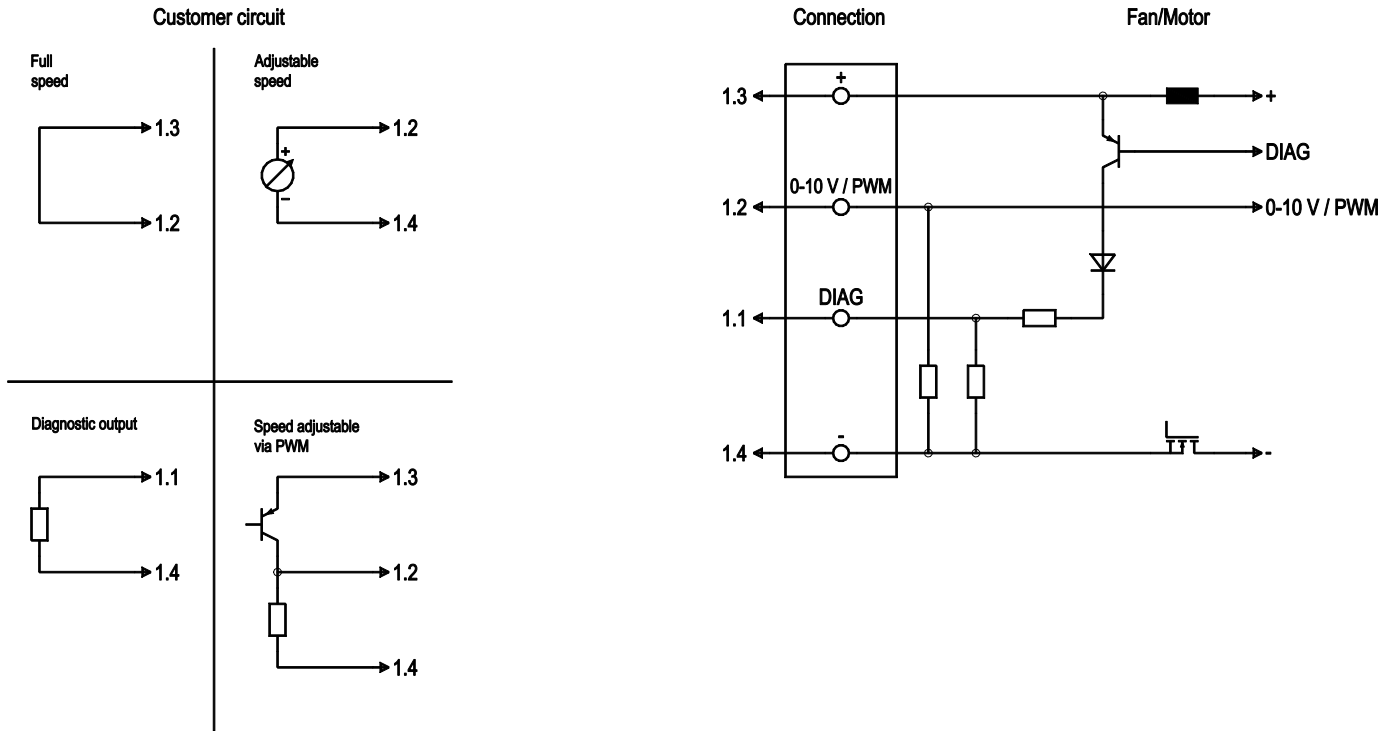 Customer circuit
Full
speed
1.3
1.2
Adjustable
speed
+
–
1.2
1.4
Diagnostic output
1.1
1.4
Speed adjustable
via PWM
1.3
1.2
1.4
Connection
Fan/Motor
+
1.3
+
DIAG
0-10 V / PWM
1.2
0-10 V / PWM
DIAG
1.1
-
1.4
-